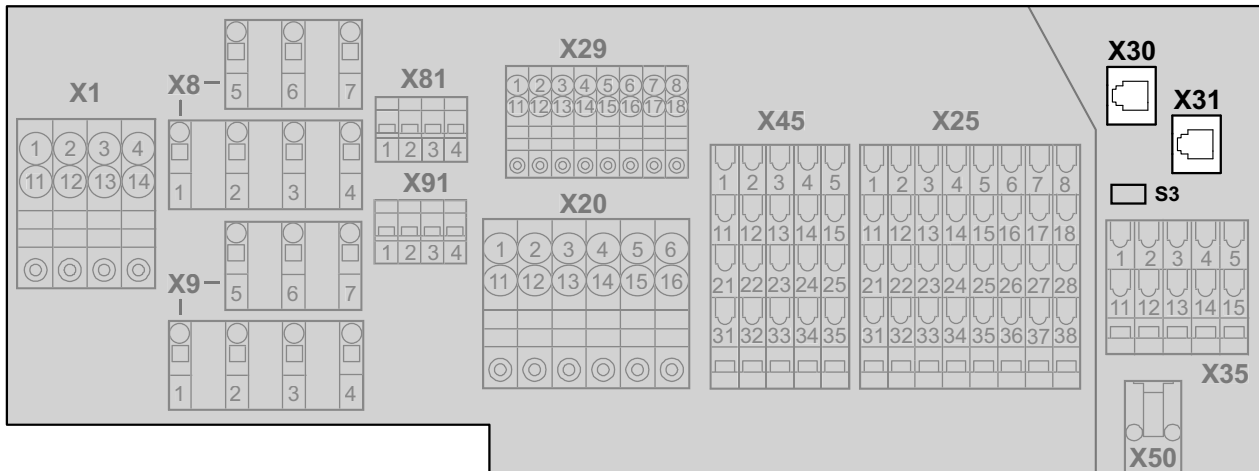 X1
1 2 3 4
11 12 13 14
X8
5 6 7
1 2 3 4
X9
5 6 7
1 2 3 4
X81
1 2 3 4
X91
1 2 3 4
X29
1 2 3 4 5 6 7 8
11 12 13 14 15 16 17 18
X20
1 2 3 4 5 6
11 12 13 14 15 16
X45
1 2 3 4 5
11 12 13 14 15
21 22 23 24 25
31 32 33 34 35
X25
1 2 3 4 5 6 7 8
11 12 13 14 15 16 17 18
21 22 23 24 25 26 27 28
31 32 33 34 35 36 37 38
X30
X31
S3
1 2 3 4 5
11 12 13 14 15
X35
X50